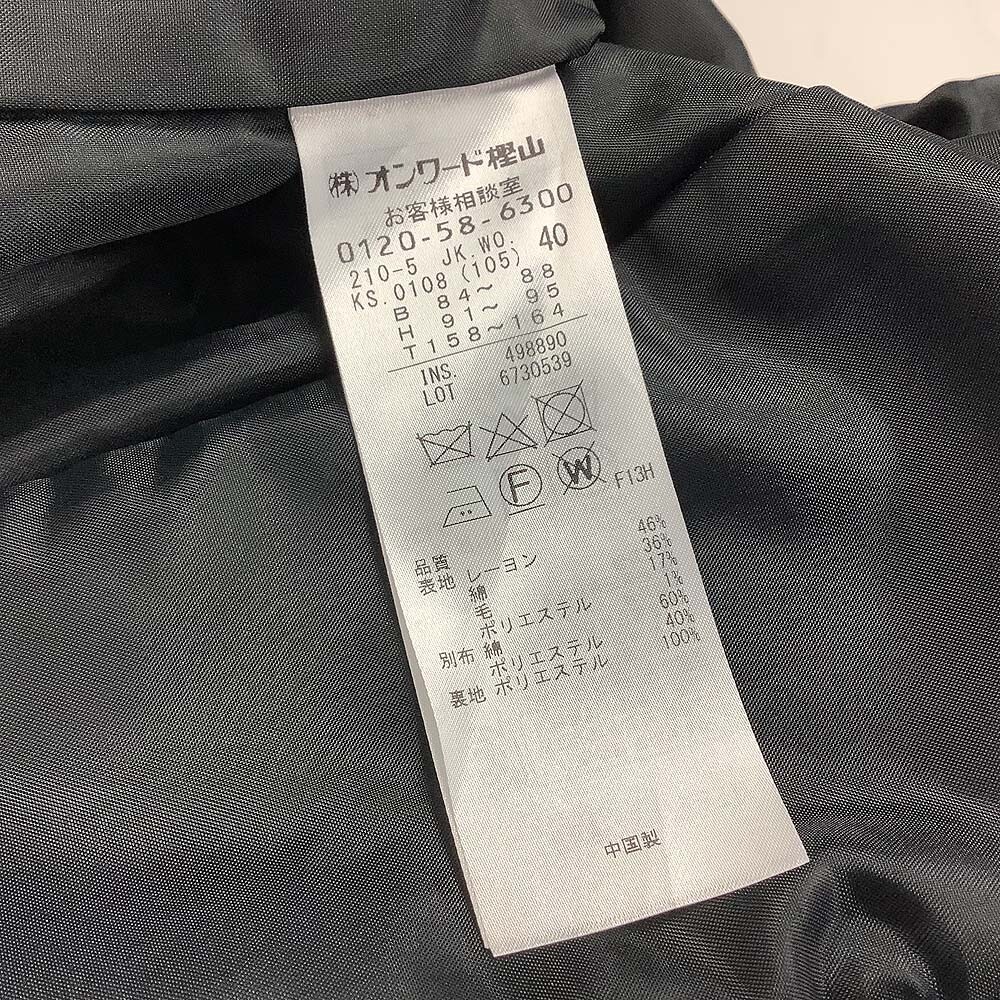 (株)オンワード樫山
お客様相談室
0120-58-6300
210-5 JK.WO. 40
KS.0108 (105)
B 84〜 88
H 91〜 95
T 158〜164
INS. 498890
LOT 6730539
F W F13H
品質
表地 レーヨン 46%
綿 36%
毛 17%
ポリエステル 1%
別布 綿 60%
ポリエステル 40%
裏地 ポリエステル 100%
中国製